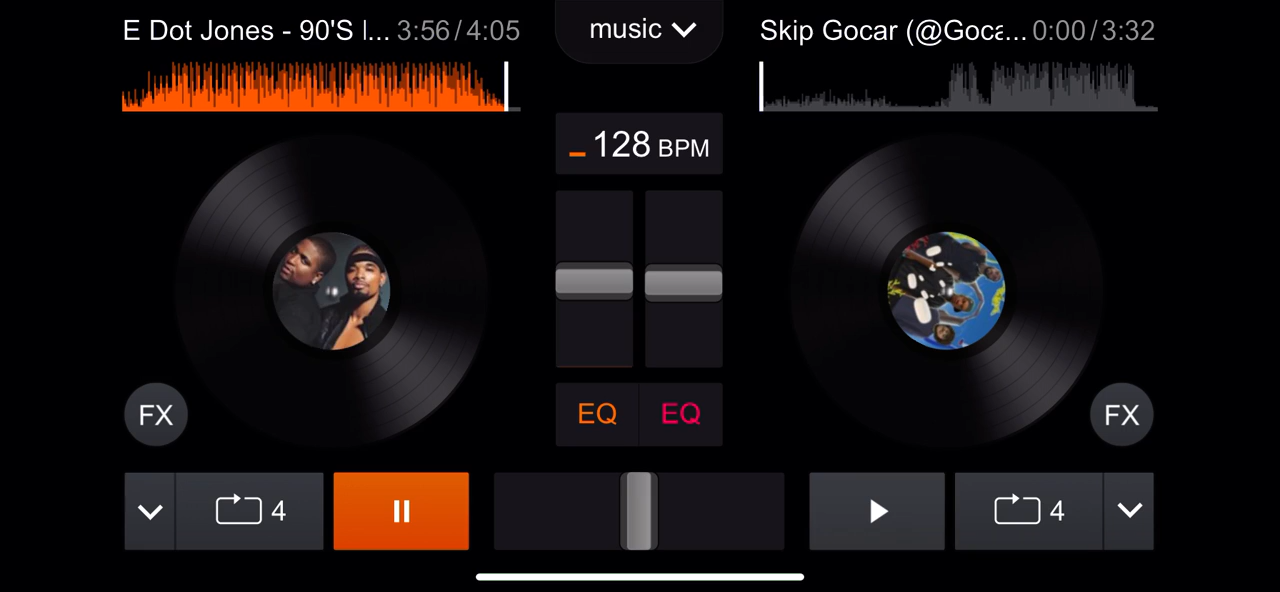 E Dot Jones - 90'S I... 3:56/4:05
music
Skip Gocar (@Goca... 0:00/3:32
128 BPM
FX
EQ
EQ
FX
4
4